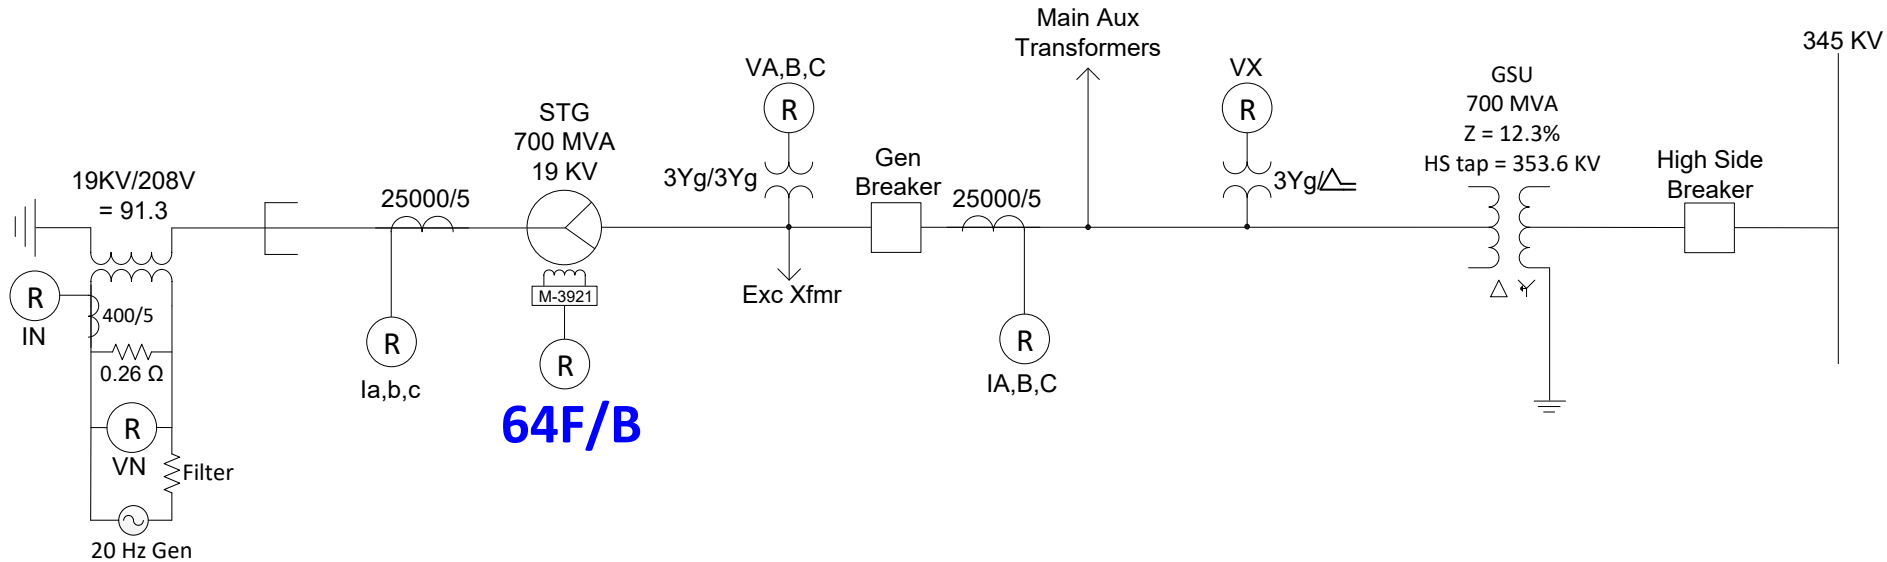 Main Aux
Transformers
345 KV
VA,B,C
R
VX
R
GSU
700 MVA
Z = 12.3%
HS tap = 353.6 KV
STG
700 MVA
19 KV
Gen
Breaker
High Side
Breaker
19KV/208V
= 91.3
25000/5
3Yg/3Yg
25000/5
3Yg/
M-3921
Exc Xfmr
R
IN
400/5
R
Ia,b,c
R
64F/B
R
IA,B,C
0.26 Ω
R
VN
Filter
20 Hz Gen